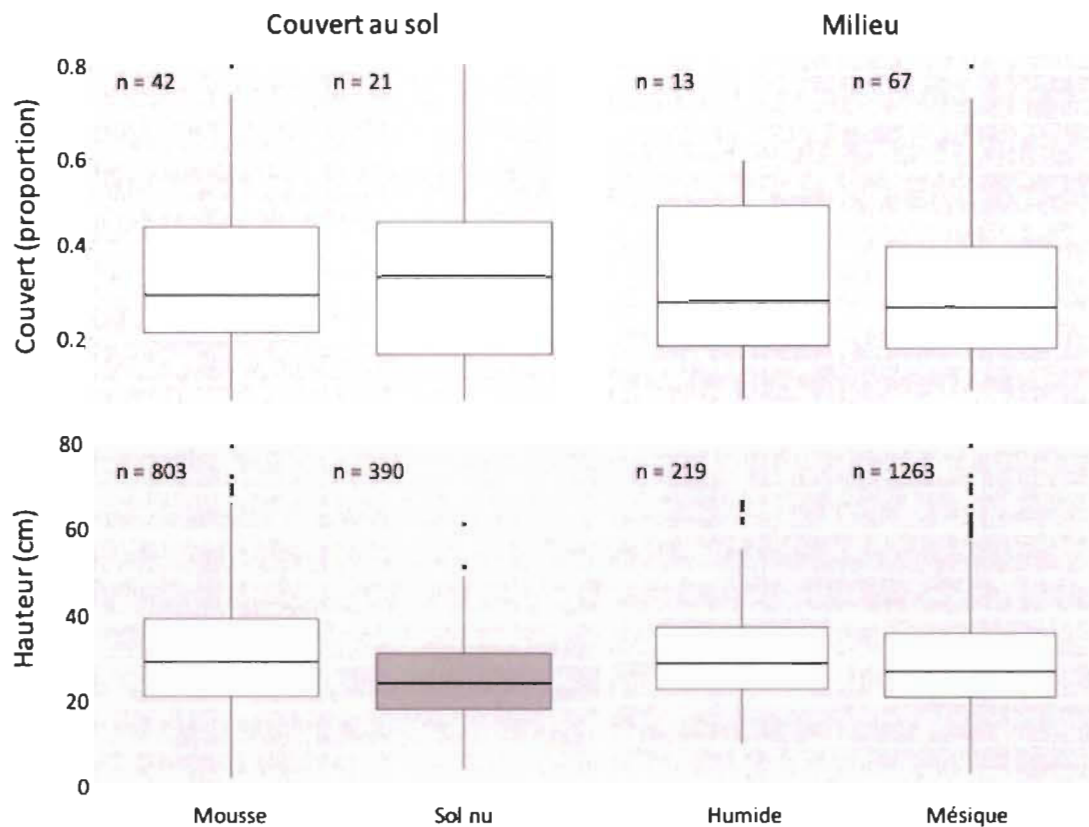 Couvert au sol
Milieu
Couvert (proportion)
0.8
0.6
0.4
0.2
n = 42
n = 21
n = 13
n = 67
Hauteur (cm)
80
60
40
20
0
n = 803
n = 390
n = 219
n = 1263
Mousse
Sol nu
Humide
Mésique